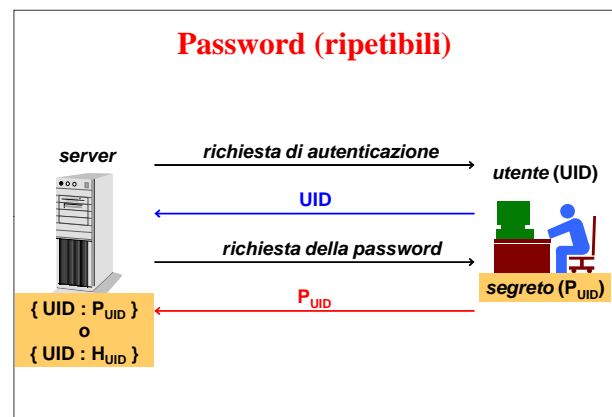 Password (ripetibili)
server
richiesta di autenticazione
utente (UID)
UID
richiesta della password
segreto (PUID)
PUID
{ UID : PUID }
o
{ UID : HUID }